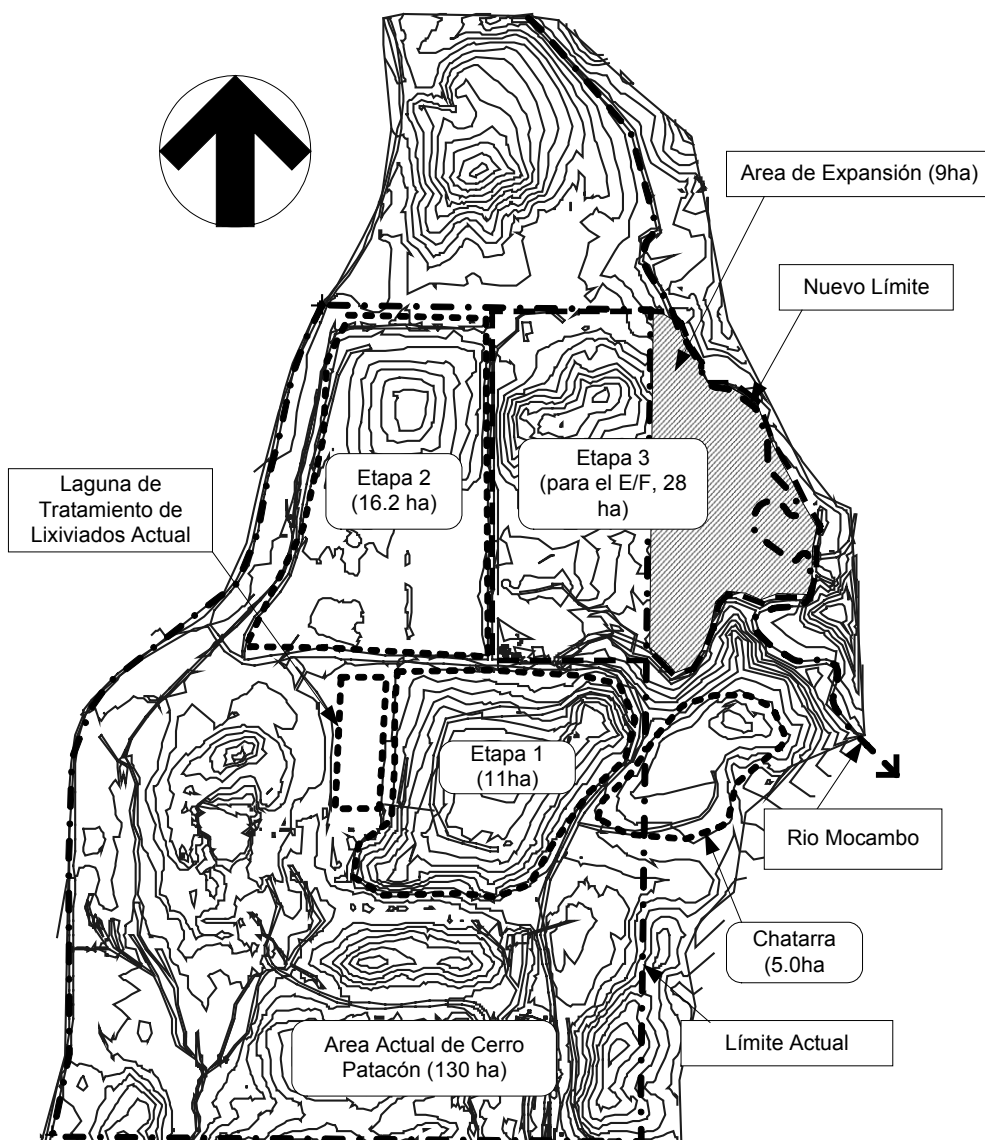 Area de Expansión (9ha)
Nuevo Límite
Etapa 2
(16.2 ha)
Etapa 3
(para el E/F, 28
ha)
Laguna de
Tratamiento de
Lixiviados Actual
Etapa 1
(11ha)
Rio Mocambo
Chatarra
(5.0ha
Límite Actual
Area Actual de Cerro
Patacón (130 ha)